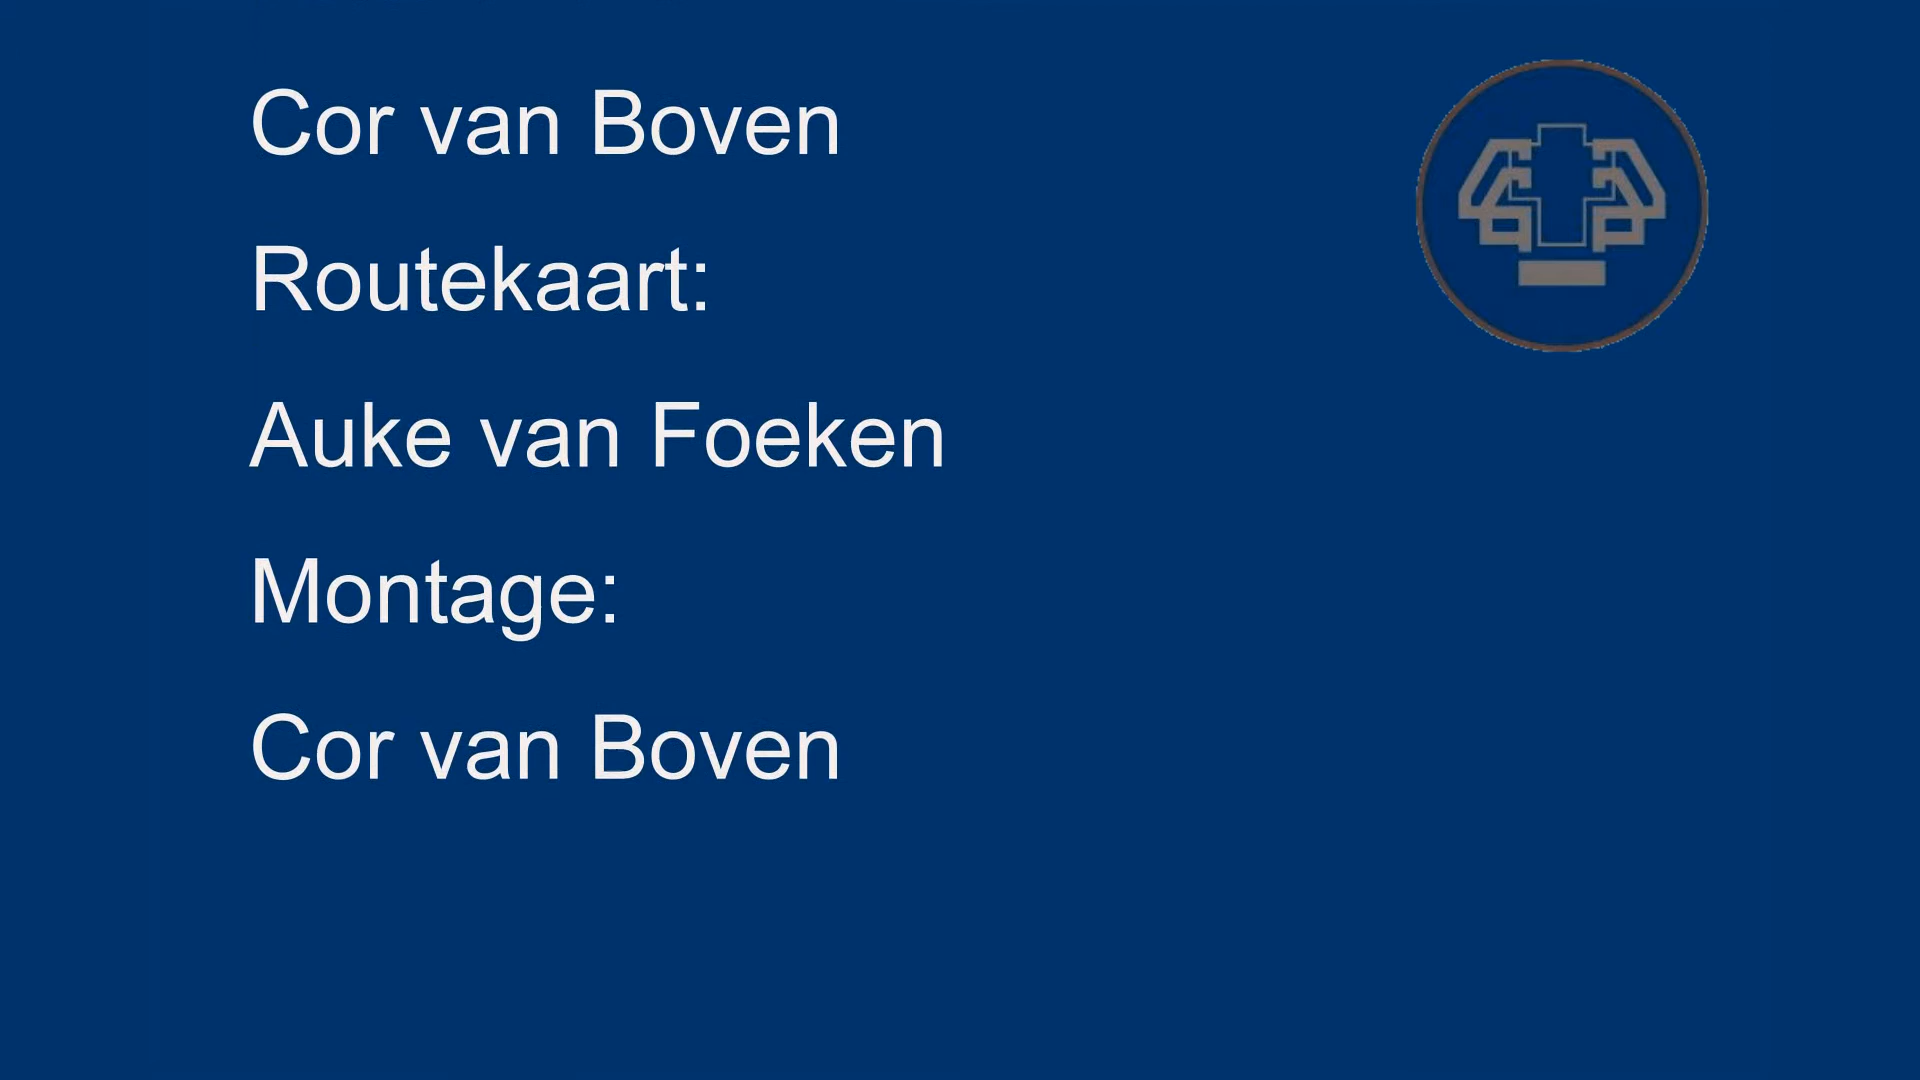 Cor van Boven
Routekaart:
Auke van Foeken
Montage:
Cor van Boven